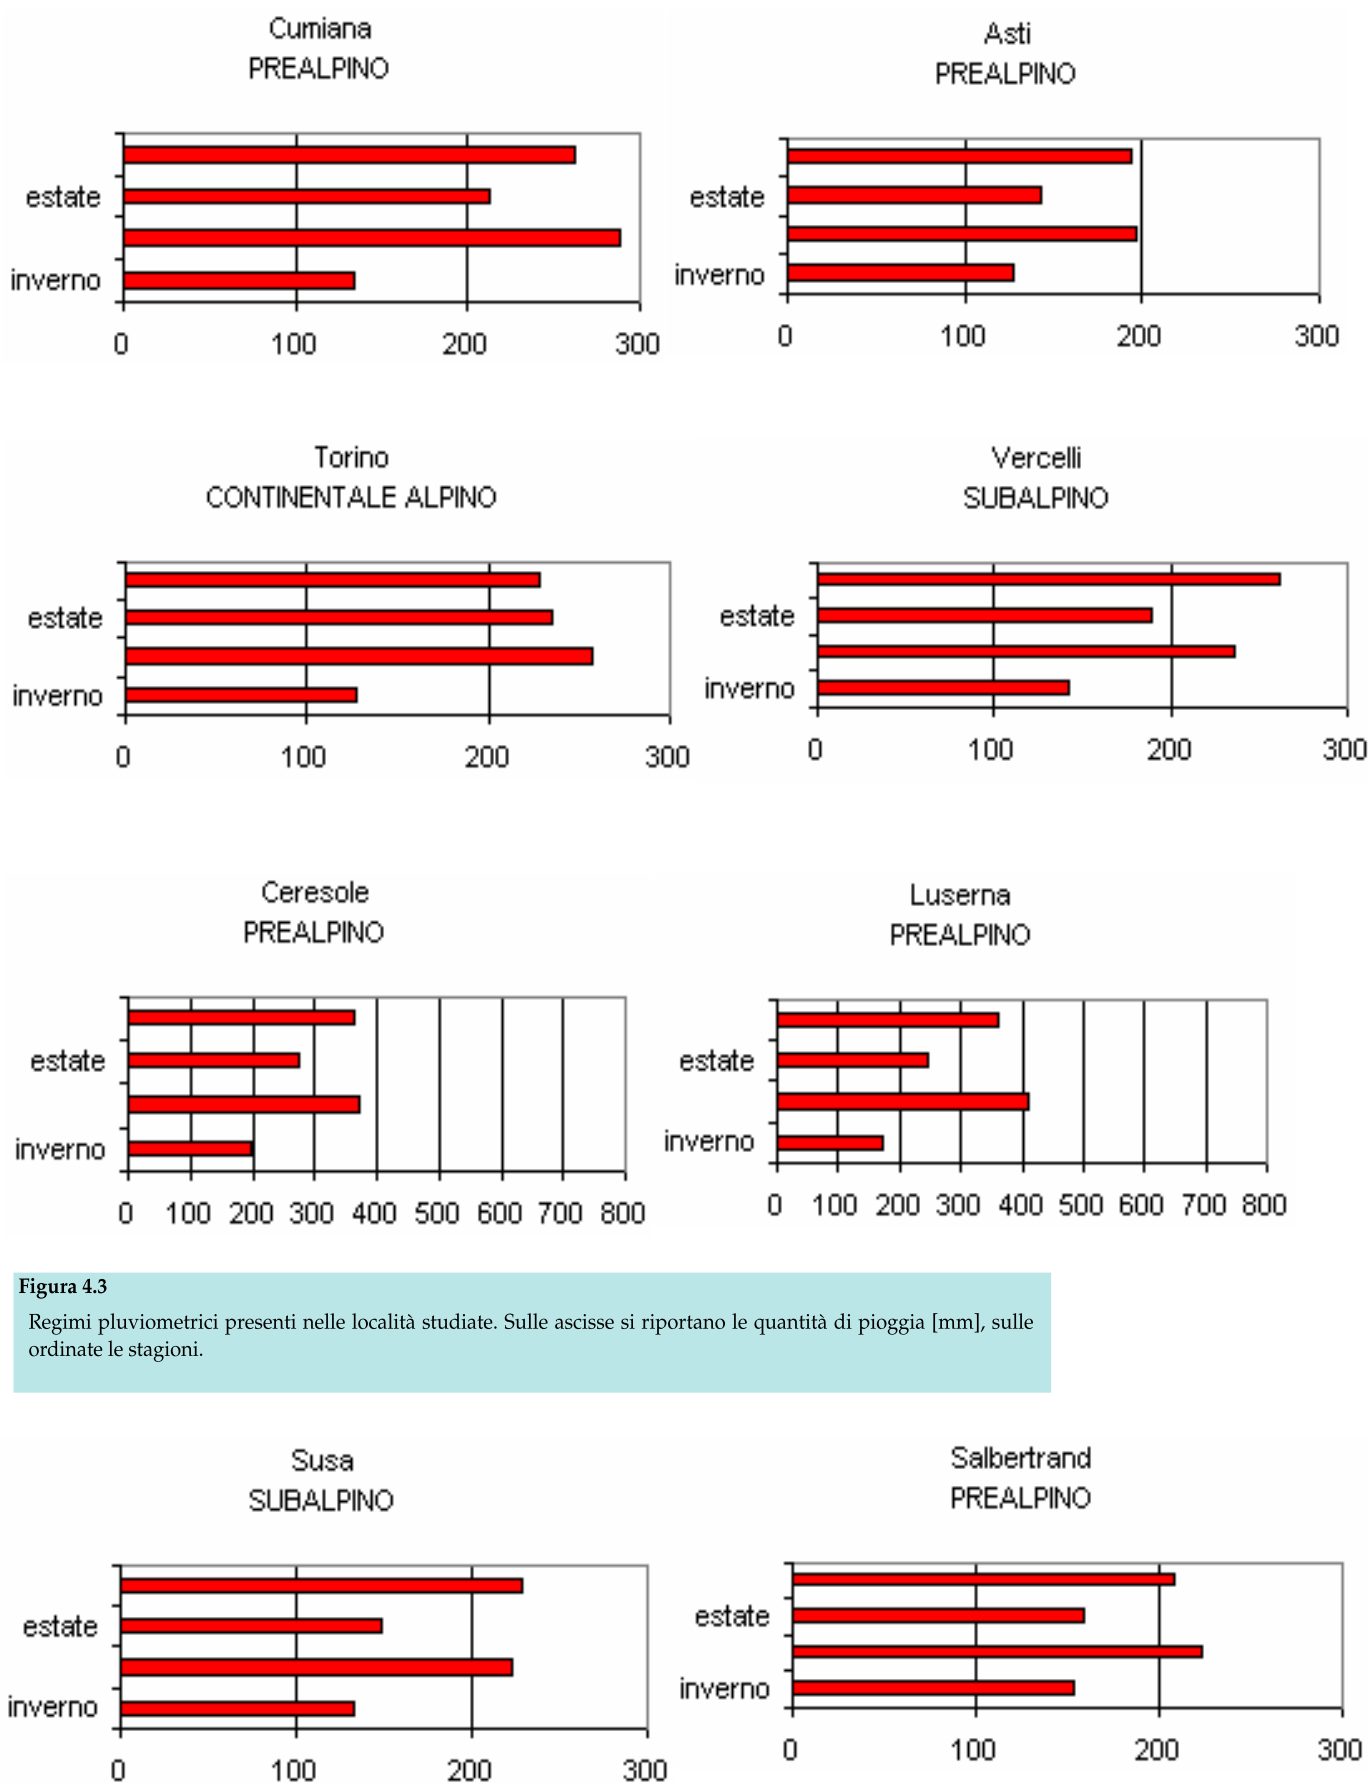 Cumiana
PREALPINO
estate
inverno
0 100 200 300
Asti
PREALPINO
estate
inverno
0 100 200 300
Torino
CONTINENTALE ALPINO
estate
inverno
0 100 200 300
Vercelli
SUBALPINO
estate
inverno
0 100 200 300
Ceresole
PREALPINO
estate
inverno
0 100 200 300 400 500 600 700 800
Luserna
PREALPINO
estate
inverno
0 100 200 300 400 500 600 700 800
Figura 4.3
Regimi pluviometrici presenti nelle località studiate. Sulle ascisse si riportano le quantità di pioggia [mm], sulle
ordinate le stagioni.
Susa
SUBALPINO
estate
inverno
0 100 200 300
Salbertrand
PREALPINO
estate
inverno
0 100 200 300